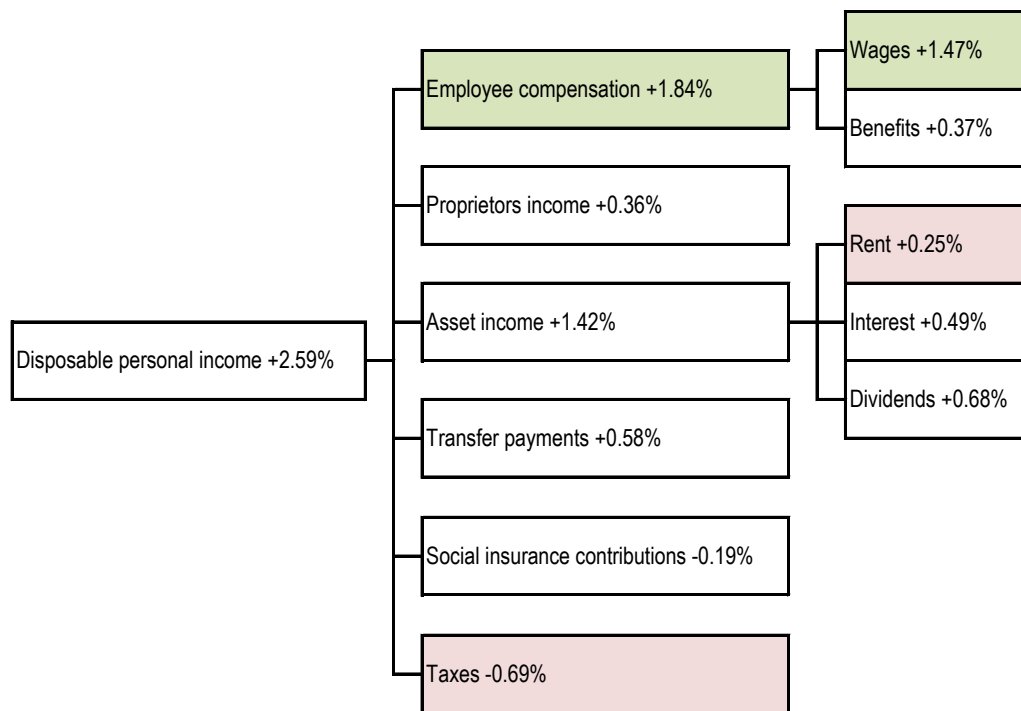 Disposable personal income +2.59%
Employee compensation +1.84%
Wages +1.47%
Benefits +0.37%
Proprietors income +0.36%
Asset income +1.42%
Rent +0.25%
Interest +0.49%
Dividends +0.68%
Transfer payments +0.58%
Social insurance contributions -0.19%
Taxes -0.69%